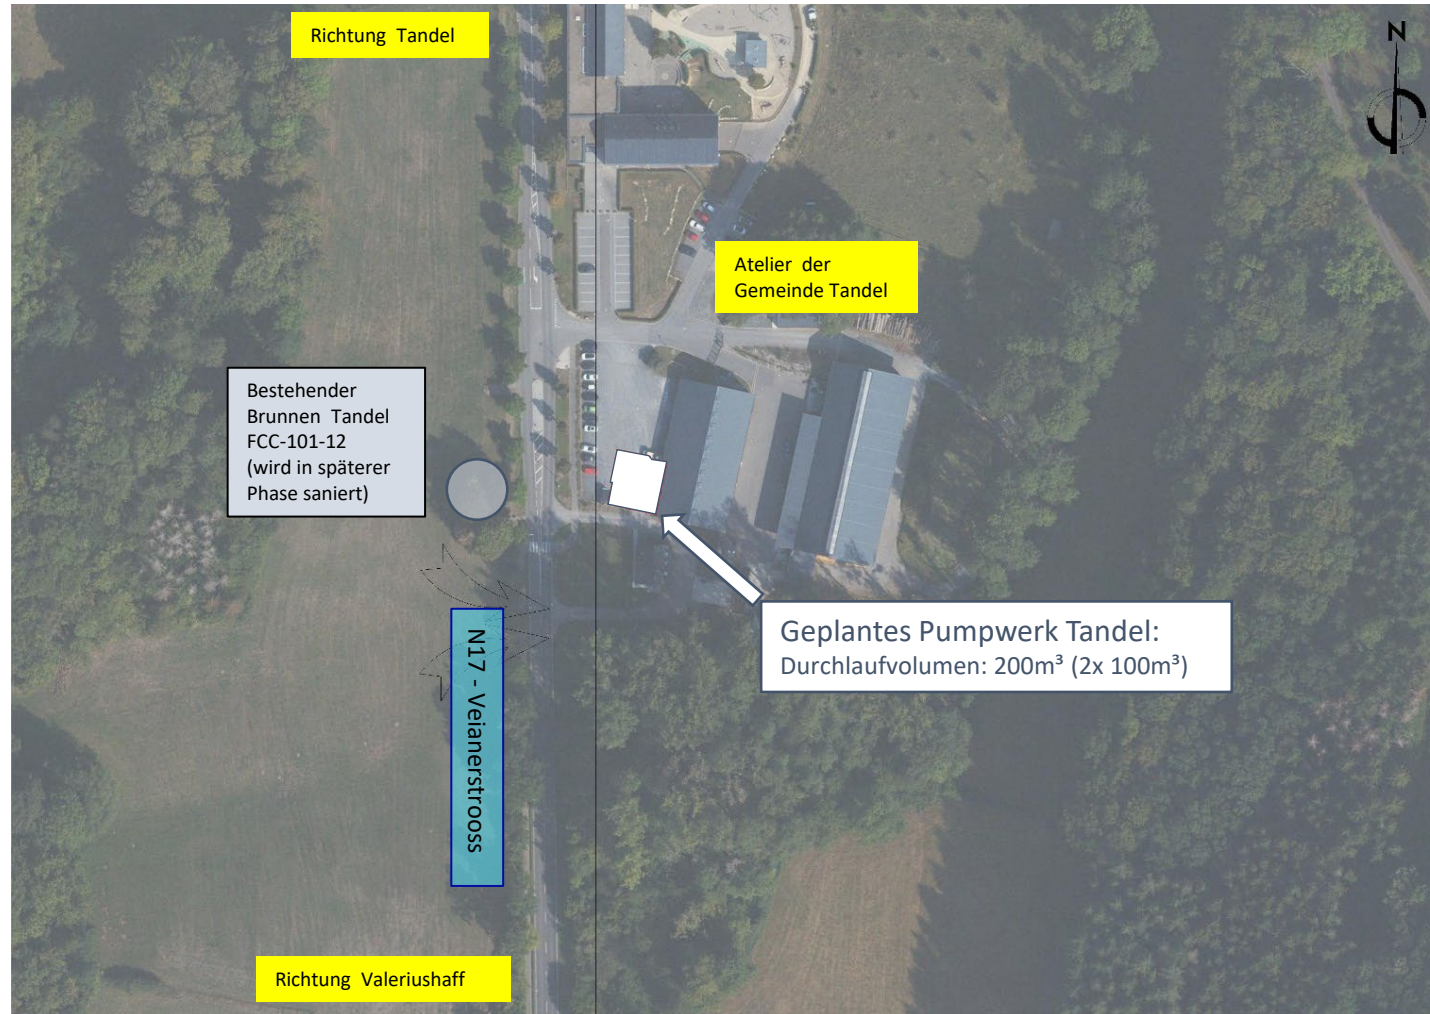 Richtung Tandel
N
Atelier der
Gemeinde Tandel
Bestehender
Brunnen Tandel
FCC-101-12
(wird in späterer
Phase saniert)
Geplantes Pumpwerk Tandel:
Durchlaufvolumen: 200m³ (2x 100m³)
N17 - Veianerstrooss
Richtung Valeriushaff